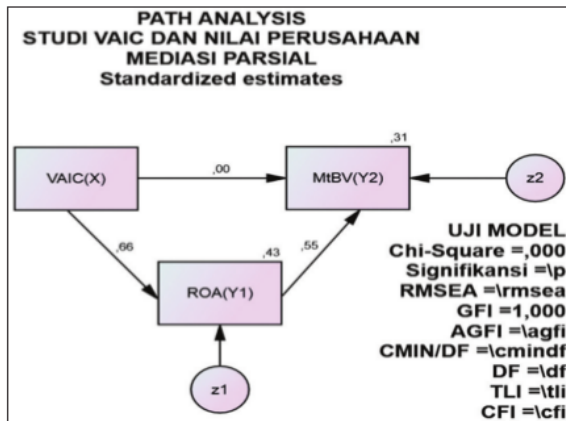 PATH ANALYSIS
STUDI VAIC DAN NILAI PERUSAHAAN
MEDIASI PARSIAL
Standardized estimates
,31
VAIC(X)
,00
MtBV(Y2)
z2
,66
,43
,55
ROA(Y1)
z1
UJI MODEL
Chi-Square =,000
Signifikansi =\p
RMSEA =\rmsea
GFI =1,000
AGFI =\agfi
CMIN/DF =\cmindf
DF =\df
TLI =\tli
CFI =\cfi